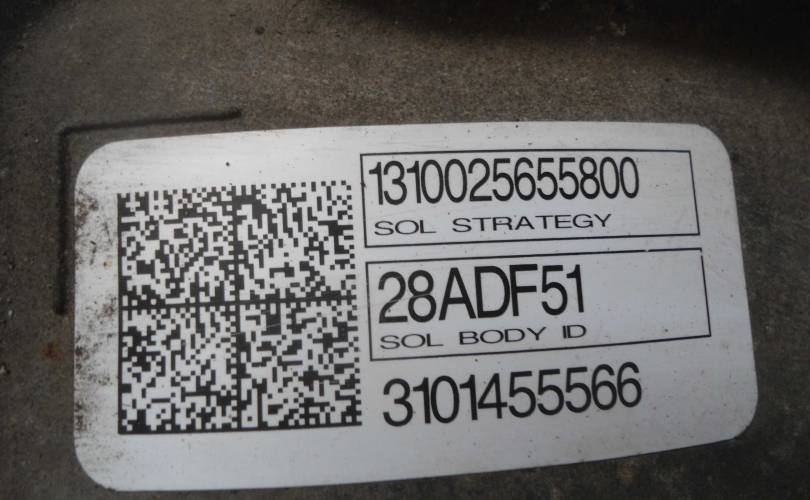 1310025655800
SOL STRATEGY
28ADF51
SOL BODY ID
3101455566